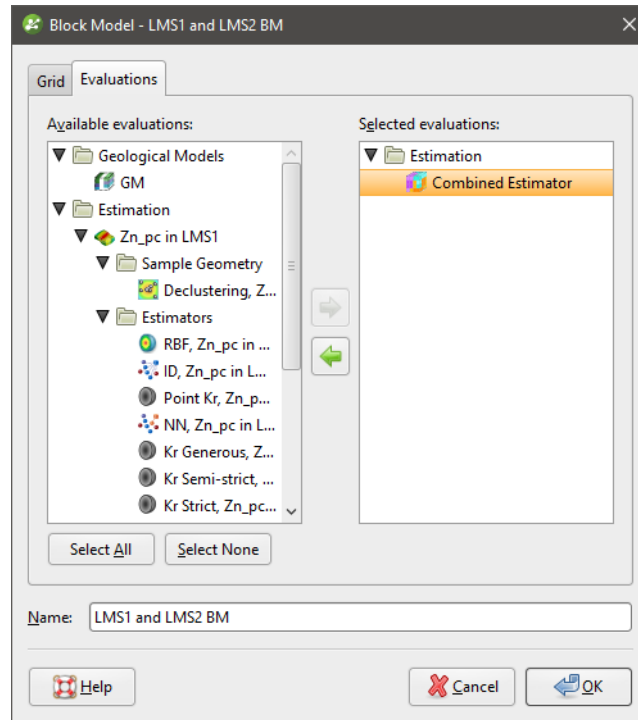 Block Model - LMS1 and LMS2 BM
Grid
Evaluations
Available evaluations:
Geological Models
GM
Estimation
Zn_pc in LMS1
Sample Geometry
Declustering, Z...
Estimators
RBF, Zn_pc in ...
ID, Zn_pc in L...
Point Kr, Zn_p...
NN, Zn_pc in L...
Kr Generous, Z...
Kr Semi-strict, ...
Kr Strict, Zn_pc...
Select All
Select None
Selected evaluations:
Estimation
Combined Estimator
Name:
LMS1 and LMS2 BM
Help
Cancel
OK